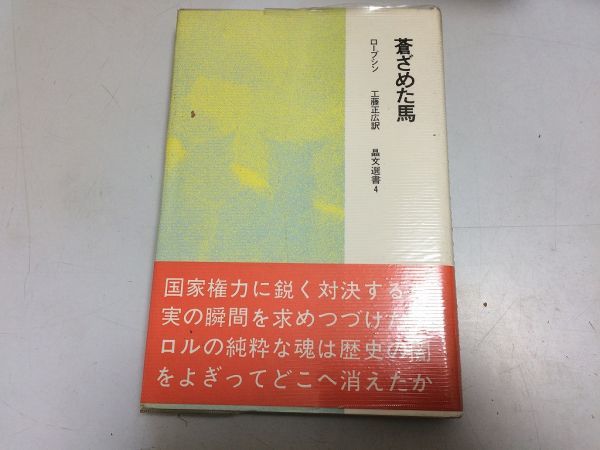 蒼ざめた馬
ロープシン
工藤正広訳
晶文選書4
国家権力に鋭く対決する
実の瞬間を求めつづけ
ロルの純粋な魂は歴史の闇
をよぎってどこへ消えたか